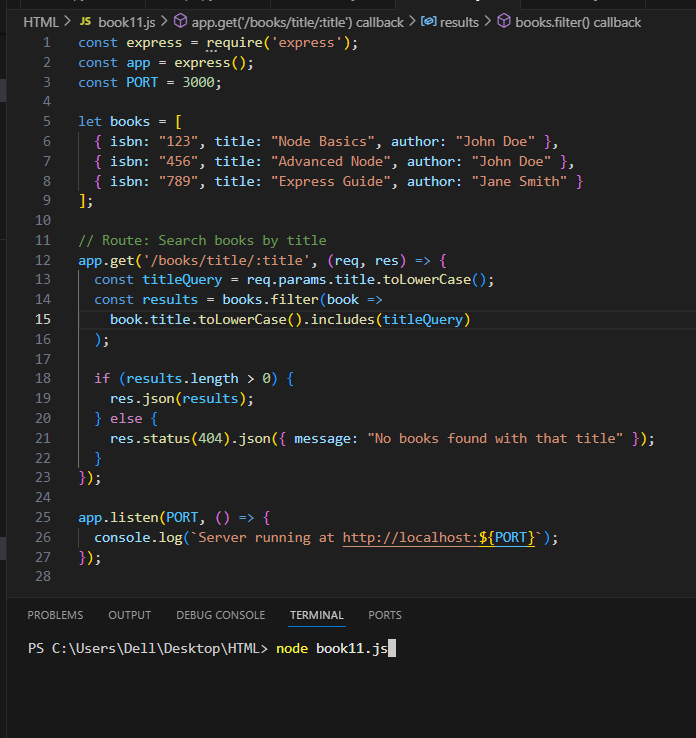 HTML > JS book11.js > app.get('/books/title/:title') callback > results > books.filter() callback
1 const express = require('express');
2 const app = express();
3 const PORT = 3000;
4
5 let books = [
6 { isbn: "123", title: "Node Basics", author: "John Doe" },
7 { isbn: "456", title: "Advanced Node", author: "John Doe" },
8 { isbn: "789", title: "Express Guide", author: "Jane Smith" }
9 ];
10
11 // Route: Search books by title
12 app.get('/books/title/:title', (req, res) => {
13 const titleQuery = req.params.title.toLowerCase();
14 const results = books.filter(book =>
15 book.title.toLowerCase().includes(titleQuery)
16 );
17
18 if (results.length > 0) {
19 res.json(results);
20 } else {
21 res.status(404).json({ message: "No books found with that title" });
22 }
23 });
24
25 app.listen(PORT, () => {
26 console.log(`Server running at http://localhost:${PORT}`);
27 });
28
PROBLEMS OUTPUT DEBUG CONSOLE TERMINAL PORTS
PS C:\Users\Dell\Desktop\HTML> node book11.js